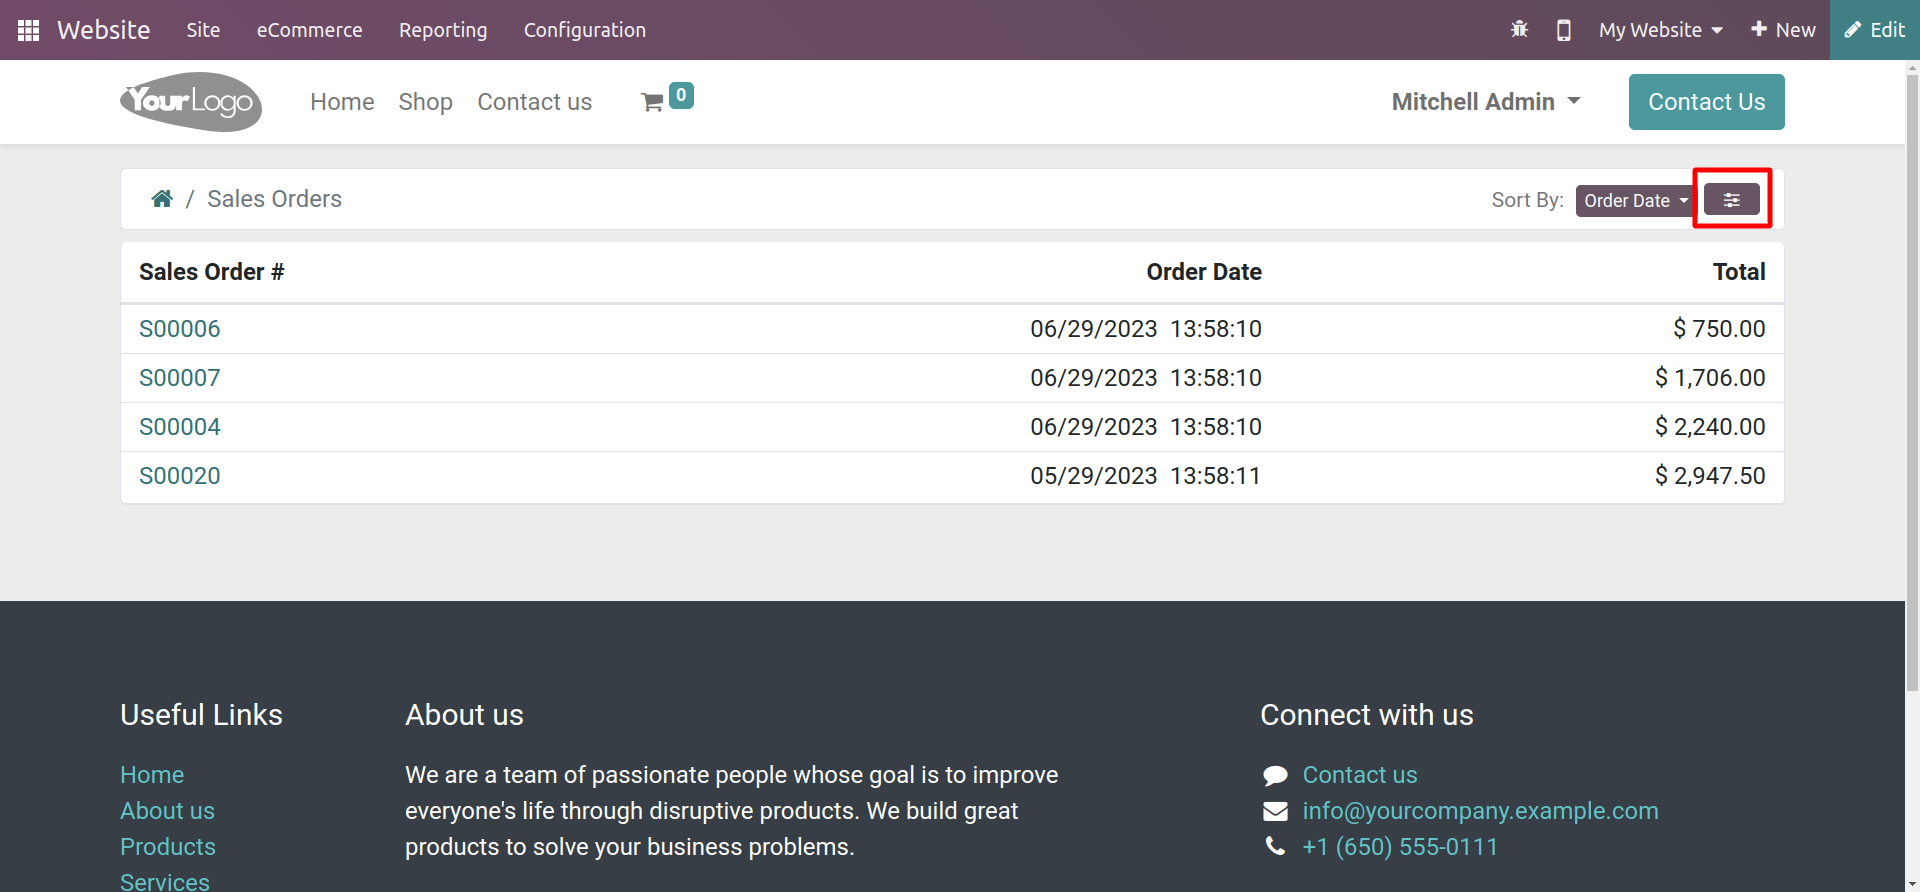 Website Site eCommerce Reporting Configuration My Website New Edit
YourLogo Home Shop Contact us 0 Mitchell Admin Contact Us
/ Sales Orders Sort By: Order Date
Sales Order # Order Date Total
S00006 06/29/2023 13:58:10 $ 750.00
S00007 06/29/2023 13:58:10 $ 1,706.00
S00004 06/29/2023 13:58:10 $ 2,240.00
S00020 05/29/2023 13:58:11 $ 2,947.50
Useful Links
Home
About us
Products
Services
About us
We are a team of passionate people whose goal is to improve
everyone's life through disruptive products. We build great
products to solve your business problems.
Connect with us
Contact us
info@yourcompany.example.com
+1 (650) 555-0111